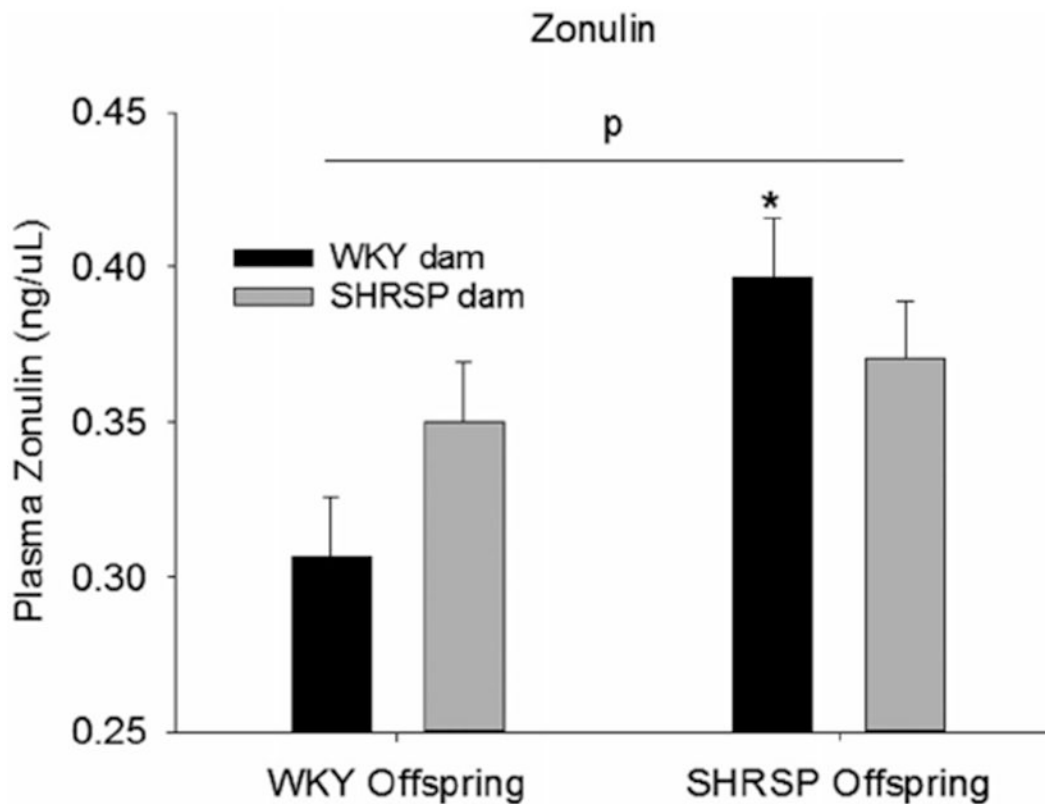 Zonulin
0.45
p
*
0.40
WKY dam
SHRSP dam
0.35
0.30
0.25
Plasma Zonulin (ng/uL)
WKY Offspring
SHRSP Offspring